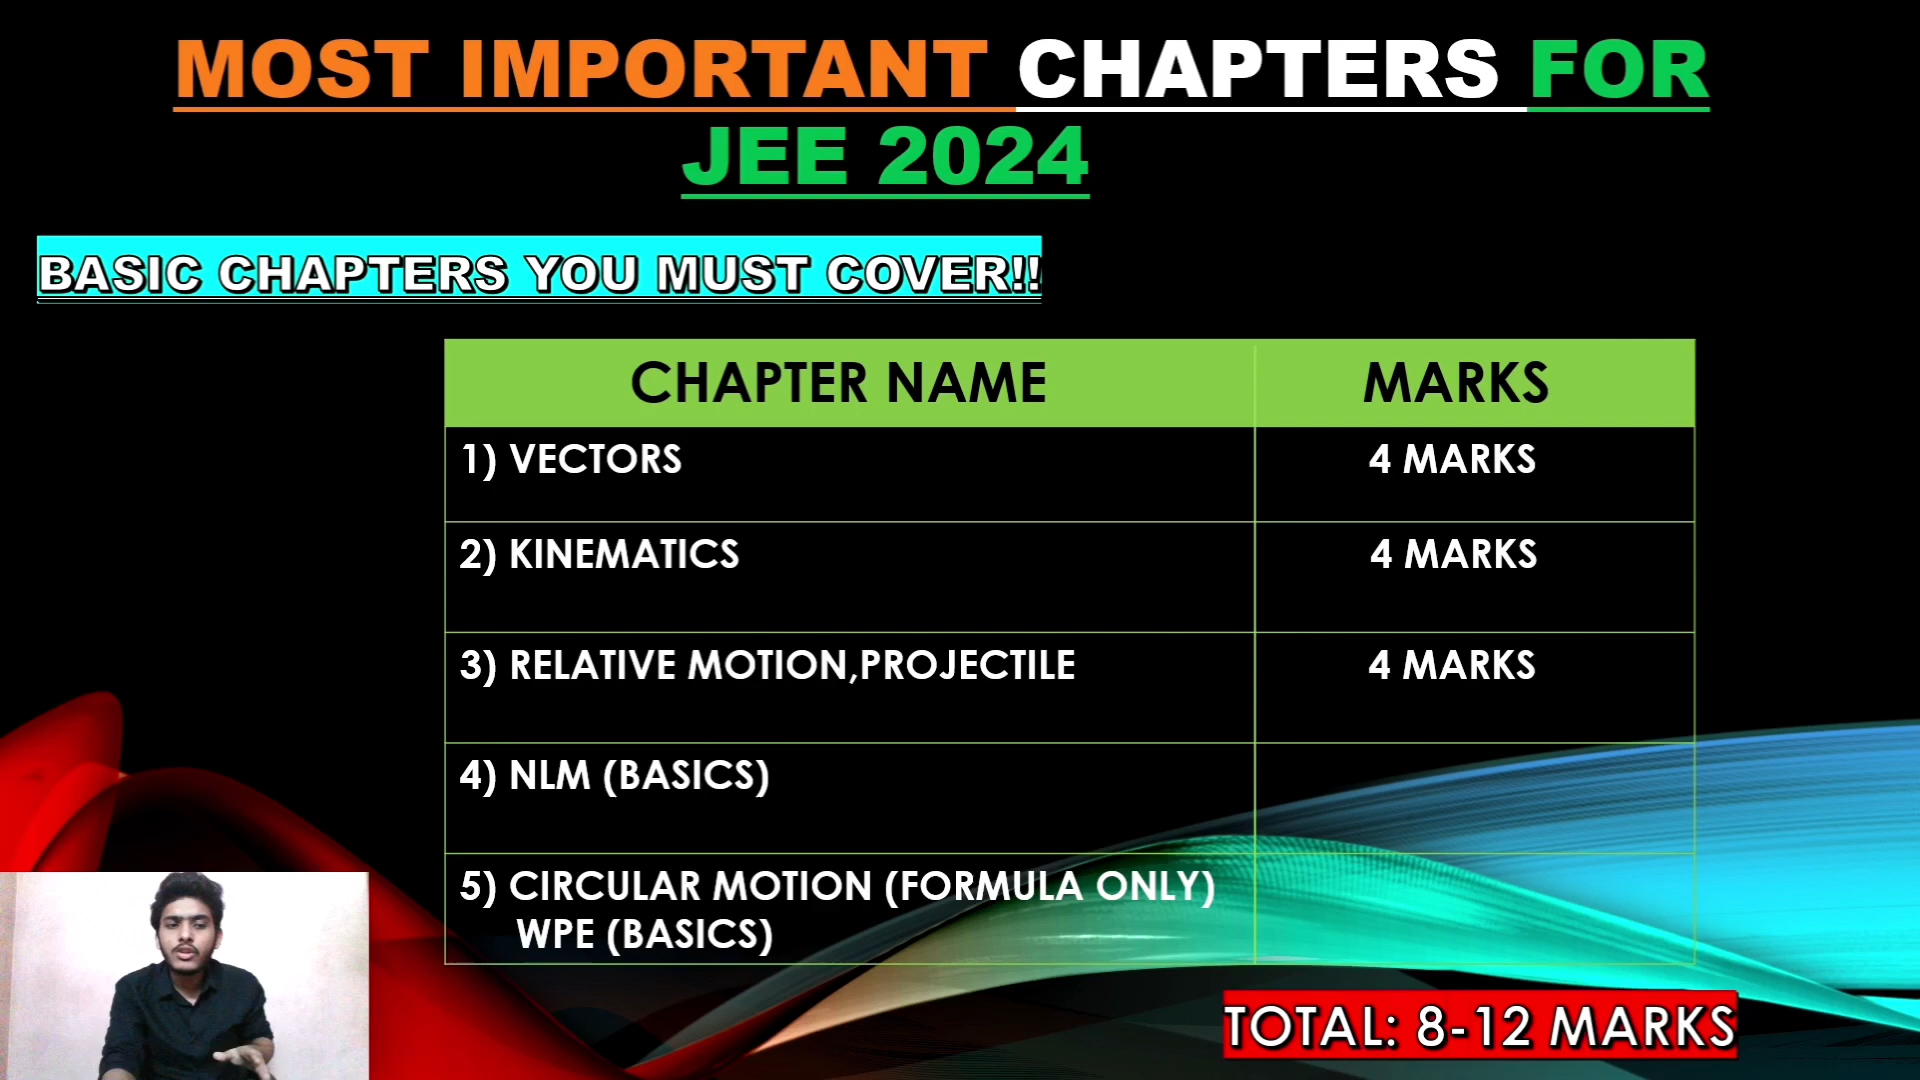 MOST IMPORTANT CHAPTERS FOR
JEE 2024
BASIC CHAPTERS YOU MUST COVER!!
CHAPTER NAME MARKS
1) VECTORS 4 MARKS
2) KINEMATICS 4 MARKS
3) RELATIVE MOTION,PROJECTILE 4 MARKS
4) NLM (BASICS)
5) CIRCULAR MOTION (FORMULA ONLY)
WPE (BASICS)
TOTAL: 8-12 MARKS